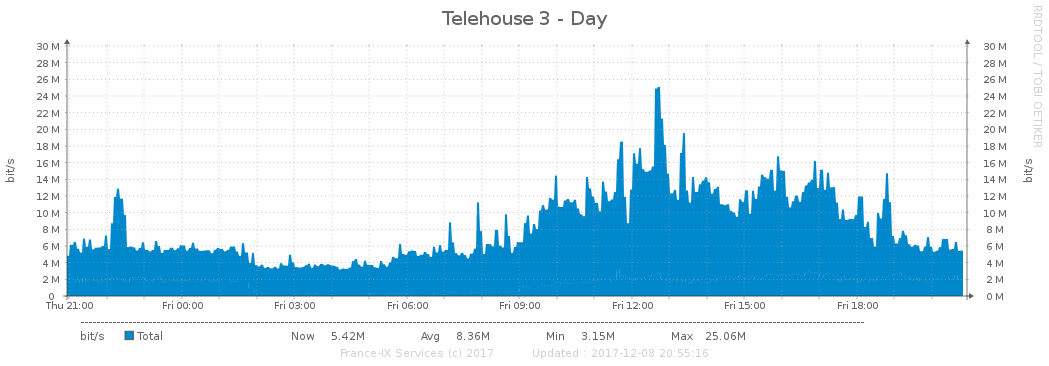 Telehouse 3 - Day
RRDTOOL / TOBI OETIKER
30 M 30 M
28 M 28 M
26 M 26 M
24 M 24 M
22 M 22 M
20 M 20 M
18 M 18 M
16 M 16 M
14 M 14 M
12 M 12 M
10 M 10 M
8 M 8 M
6 M 6 M
4 M 4 M
2 M 2 M
0 0 M
bit/s
bit/s
Thu 21:00 Fri 00:00 Fri 03:00 Fri 06:00 Fri 09:00 Fri 12:00 Fri 15:00 Fri 18:00
bit/s Total Now 5.42M Avg 8.36M Min 3.15M Max 25.06M
France-IX Services (c) 2017 Updated : 2017-12-08 20:55:16